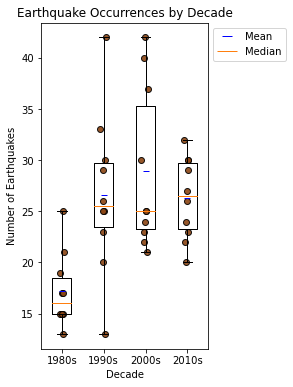 Earthquake Occurrences by Decade
Mean
Median
Number of Earthquakes
40
35
30
25
20
15
1980s 1990s 2000s 2010s
Decade